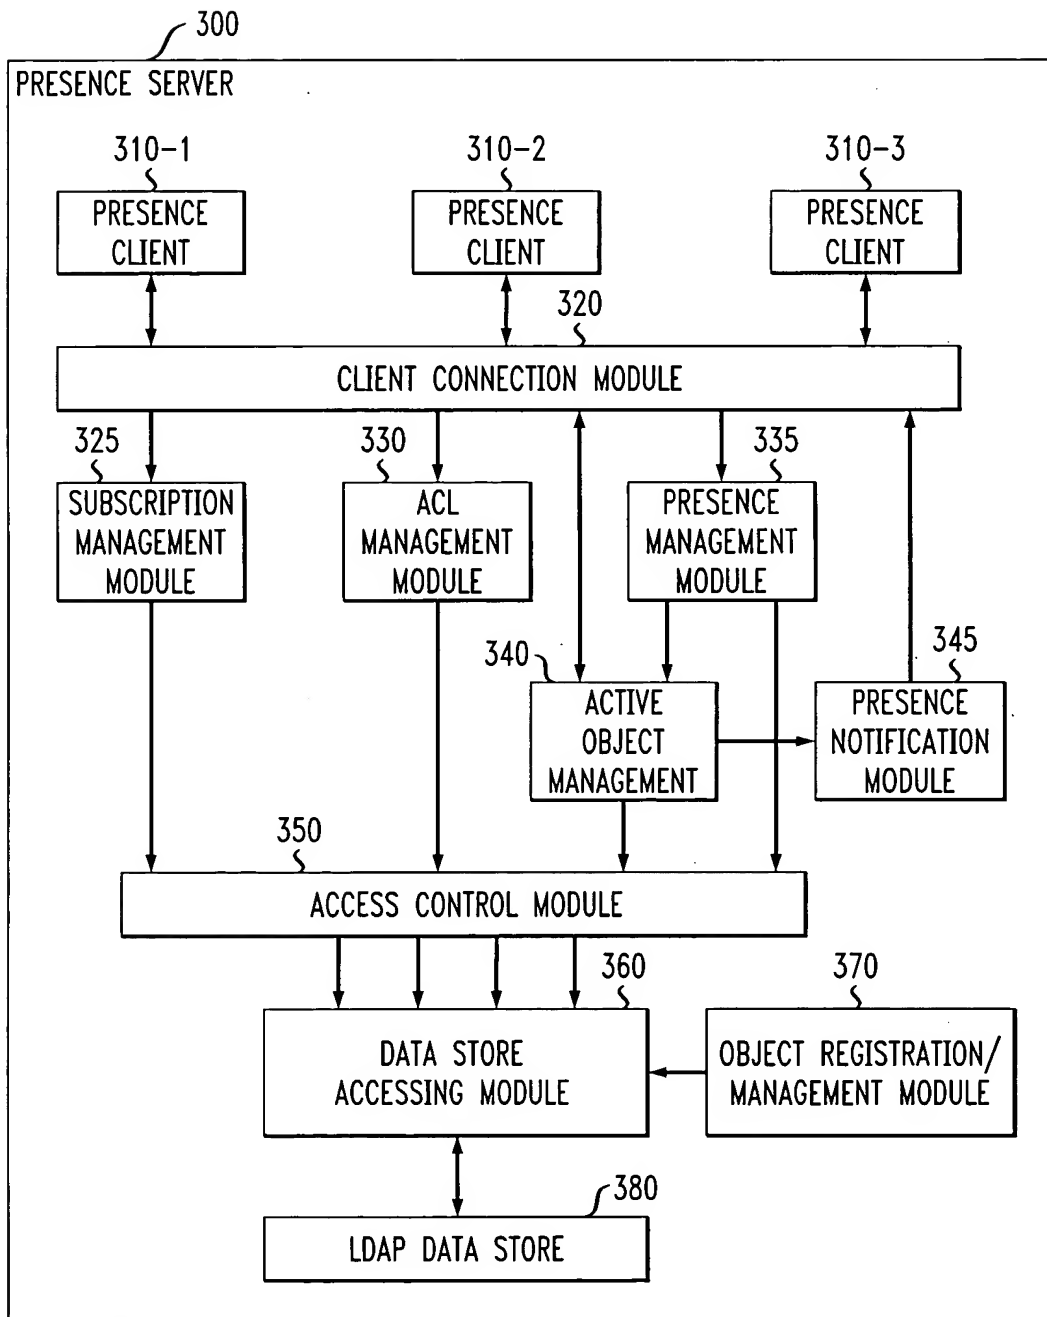 300
PRESENCE SERVER
310-1
310-2
310-3
PRESENCE
CLIENT
PRESENCE
CLIENT
PRESENCE
CLIENT
320
CLIENT CONNECTION MODULE
325
330
335
SUBSCRIPTION
MANAGEMENT
MODULE
ACL
MANAGEMENT
MODULE
PRESENCE
MANAGEMENT
MODULE
340
345
ACTIVE
OBJECT
MANAGEMENT
PRESENCE
NOTIFICATION
MODULE
350
ACCESS CONTROL MODULE
360
370
DATA STORE
ACCESSING MODULE
OBJECT REGISTRATION/
MANAGEMENT MODULE
380
LDAP DATA STORE